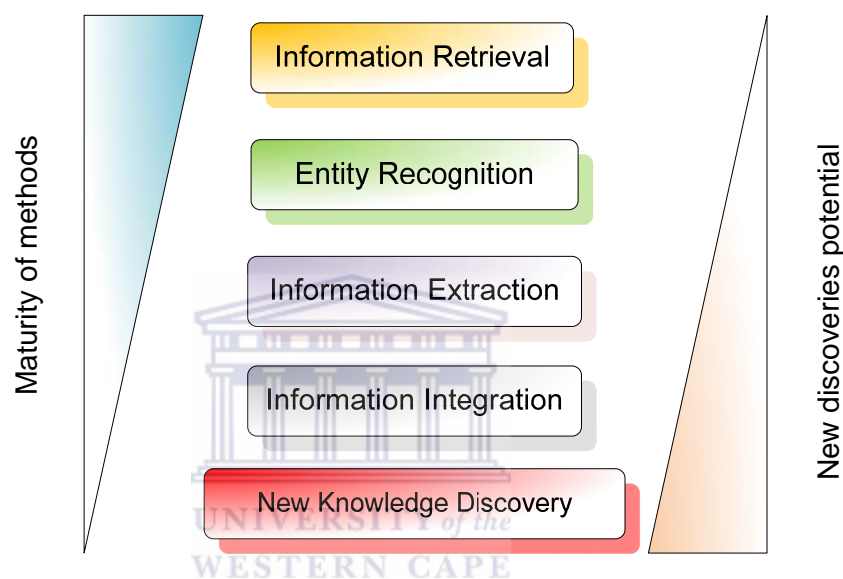 Maturity of methods
Information Retrieval
Entity Recognition
Information Extraction
Information Integration
New Knowledge Discovery
UNIVERSITY of the
WESTERN CAPE
New discoveries potential